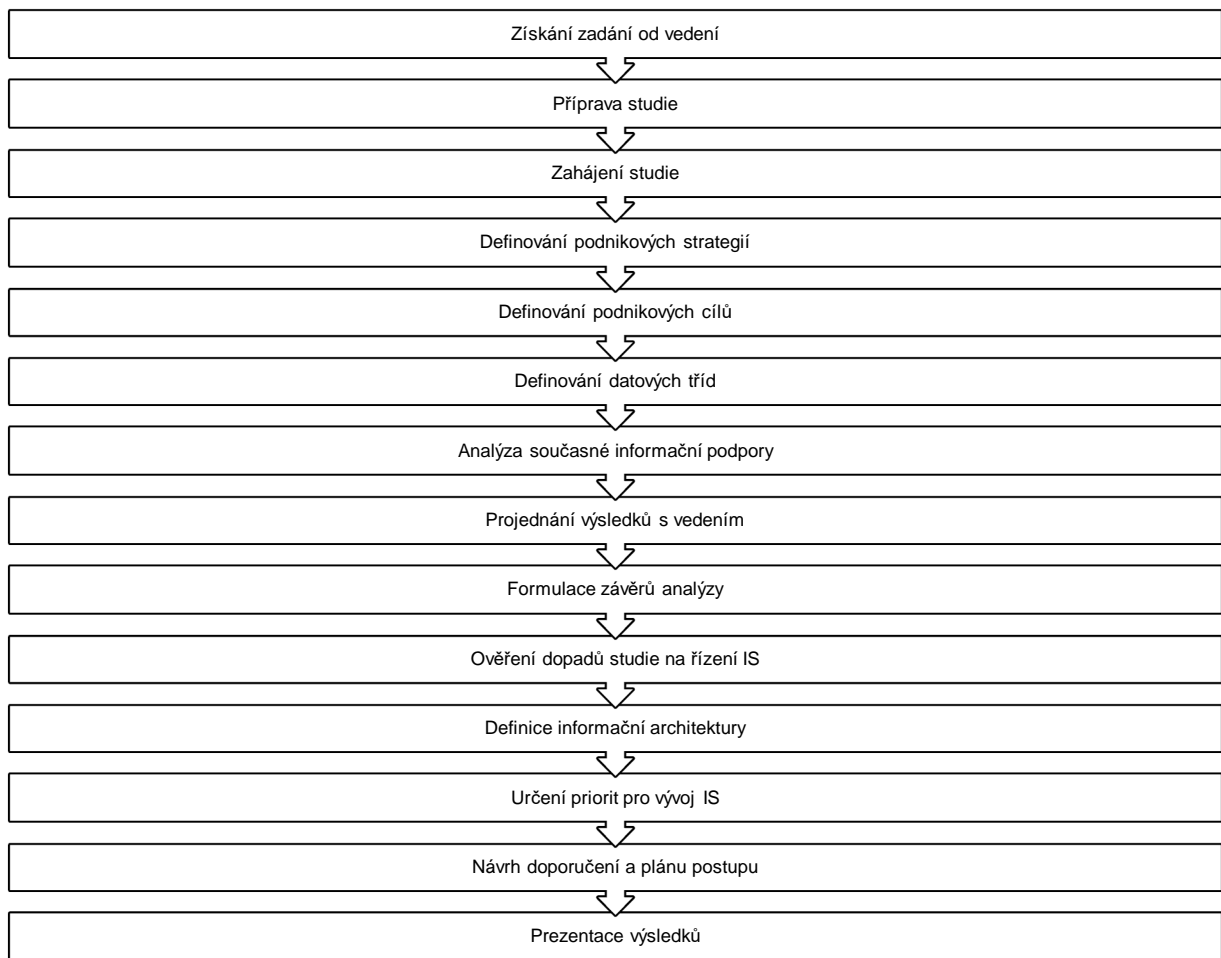 Získání zadání od vedení
Příprava studie
Zahájení studie
Definování podnikových strategií
Definování podnikových cílů
Definování datových tříd
Analýza současné informační podpory
Projednání výsledků s vedením
Formulace závěrů analýzy
Ověření dopadů studie na řízení IS
Definice informační architektury
Určení priorit pro vývoj IS
Návrh doporučení a plánu postupu
Prezentace výsledků